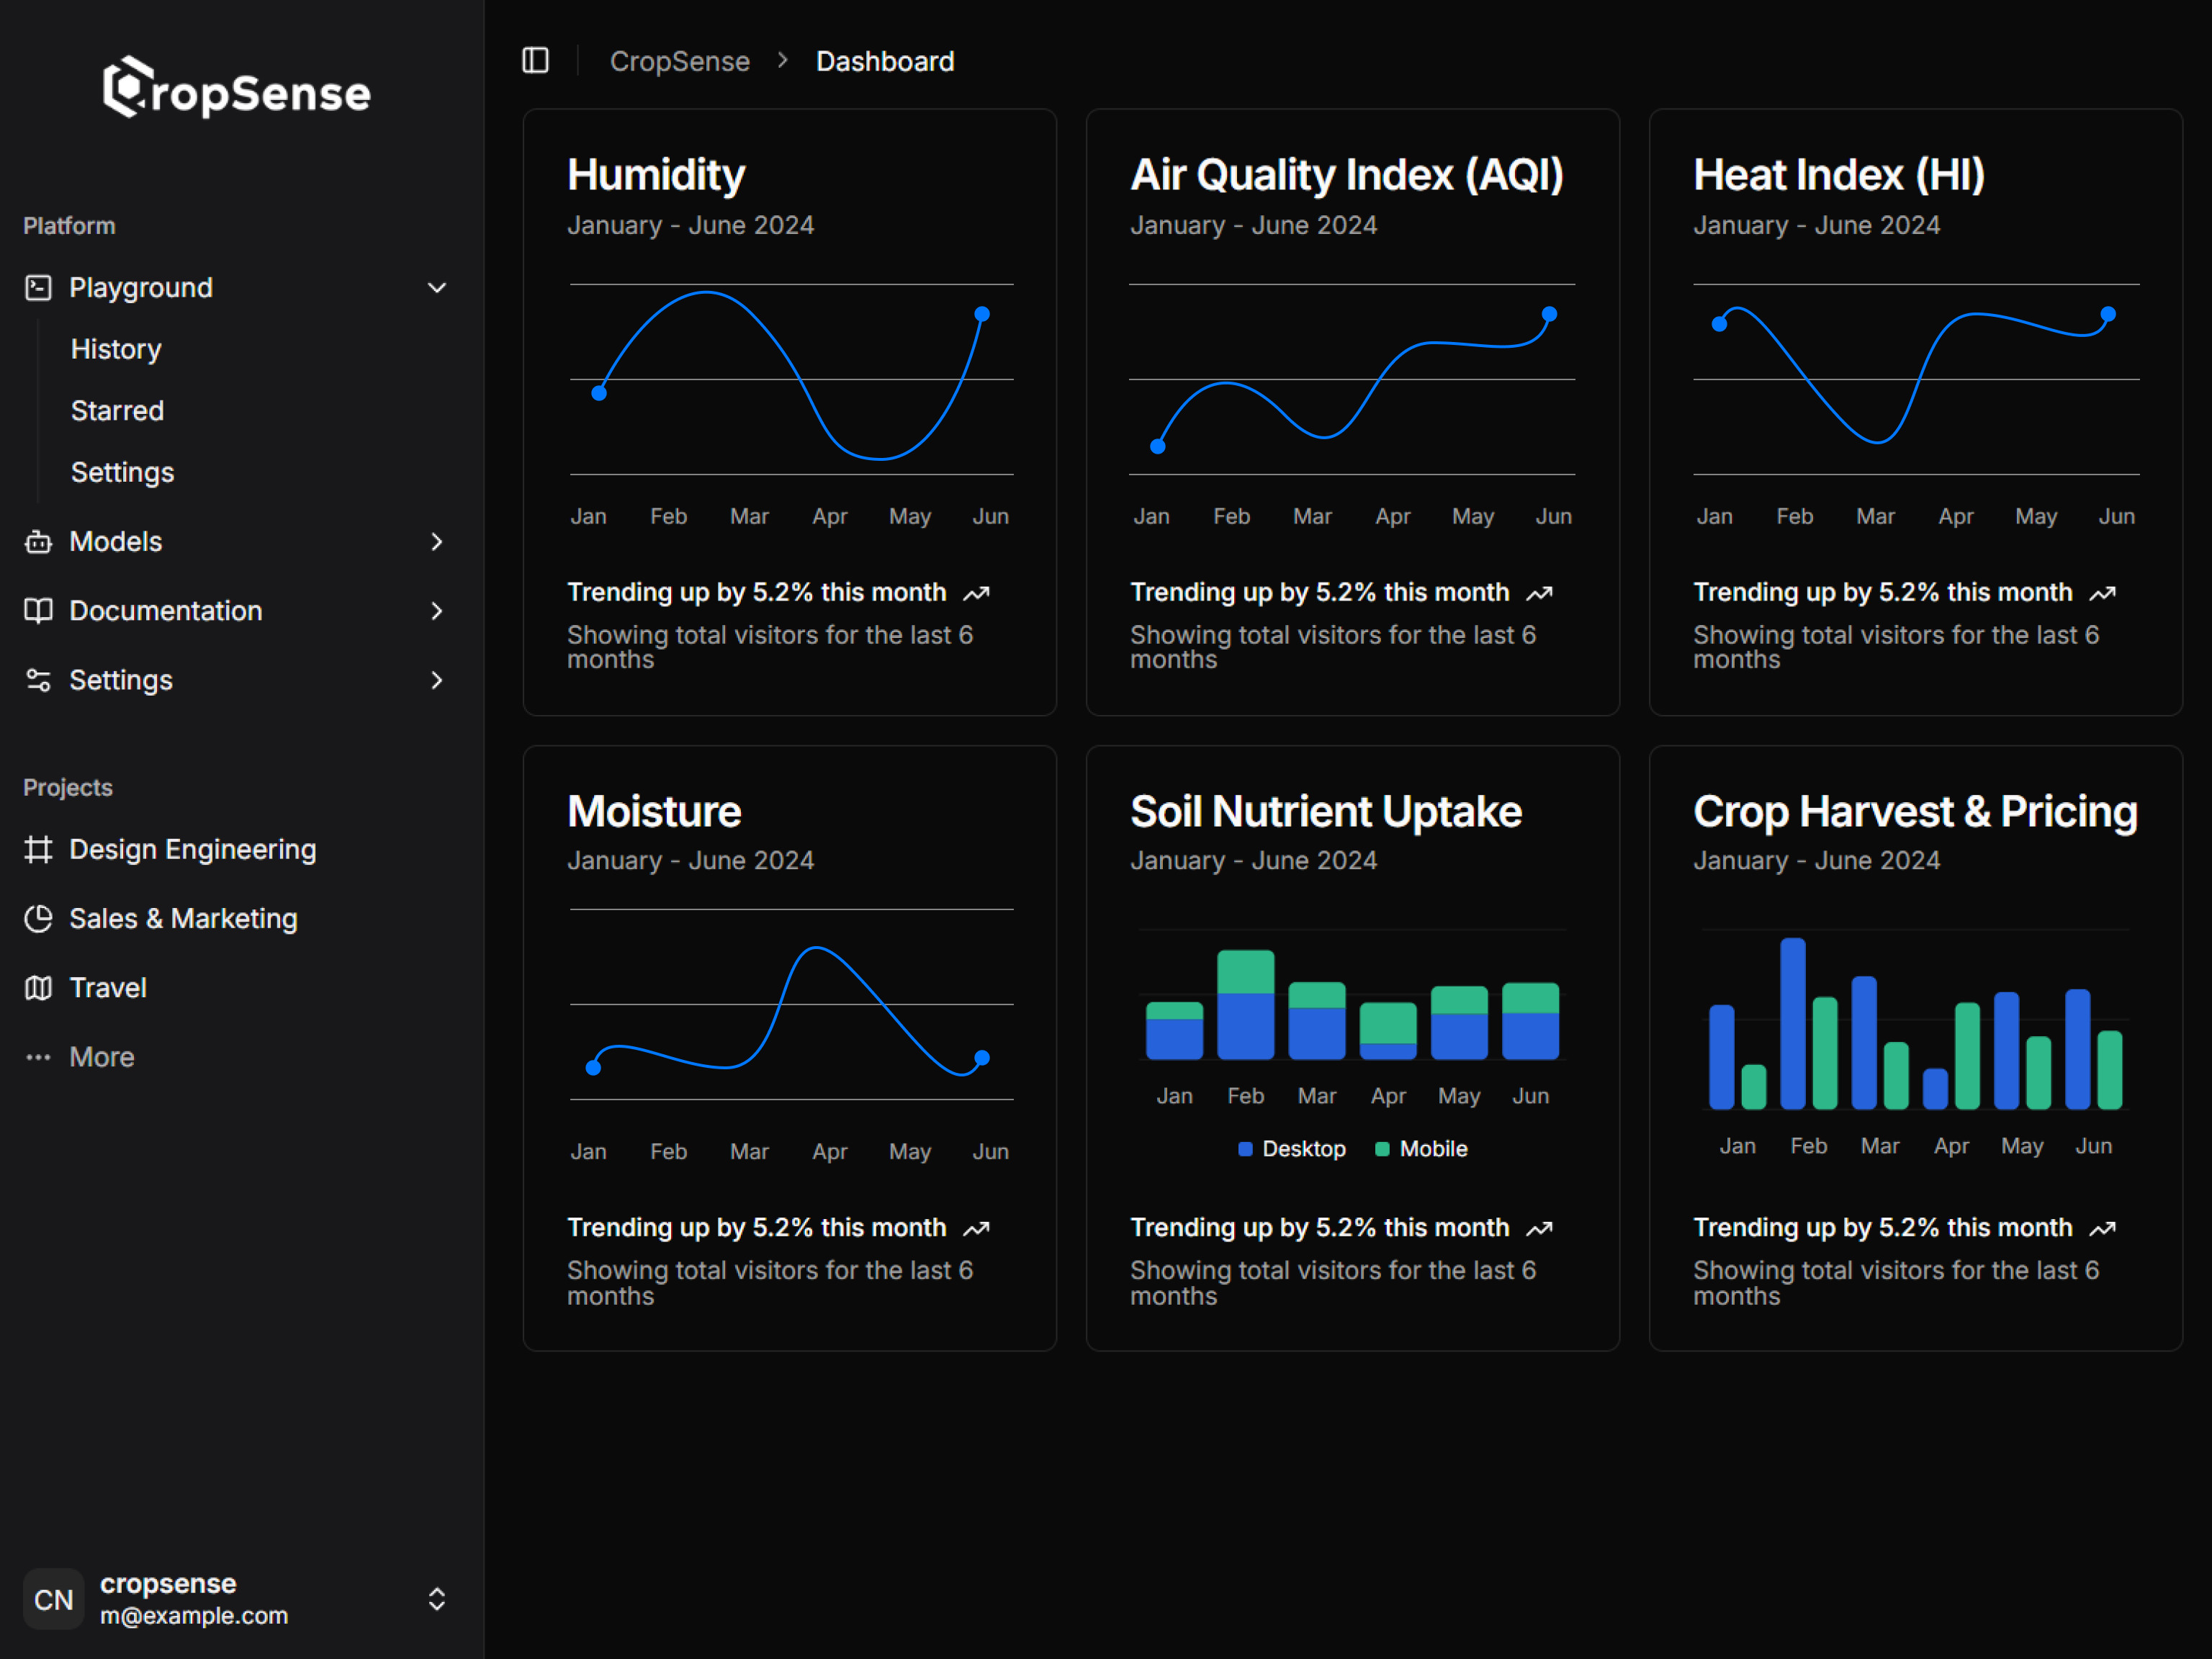 CropSense
Platform
Playground
History
Starred
Settings
Models
Documentation
Settings
Projects
Design Engineering
Sales & Marketing
Travel
More
CN
cropsense
m@example.com
CropSense
Dashboard
Humidity
January - June 2024
Jan Feb Mar Apr May Jun
Trending up by 5.2% this month
Showing total visitors for the last 6
months
Air Quality Index (AQI)
January - June 2024
Jan Feb Mar Apr May Jun
Trending up by 5.2% this month
Showing total visitors for the last 6
months
Heat Index (HI)
January - June 2024
Jan Feb Mar Apr May Jun
Trending up by 5.2% this month
Showing total visitors for the last 6
months
Moisture
January - June 2024
Jan Feb Mar Apr May Jun
Trending up by 5.2% this month
Showing total visitors for the last 6
months
Soil Nutrient Uptake
January - June 2024
Jan Feb Mar Apr May Jun
Desktop Mobile
Trending up by 5.2% this month
Showing total visitors for the last 6
months
Crop Harvest & Pricing
January - June 2024
Jan Feb Mar Apr May Jun
Trending up by 5.2% this month
Showing total visitors for the last 6
months